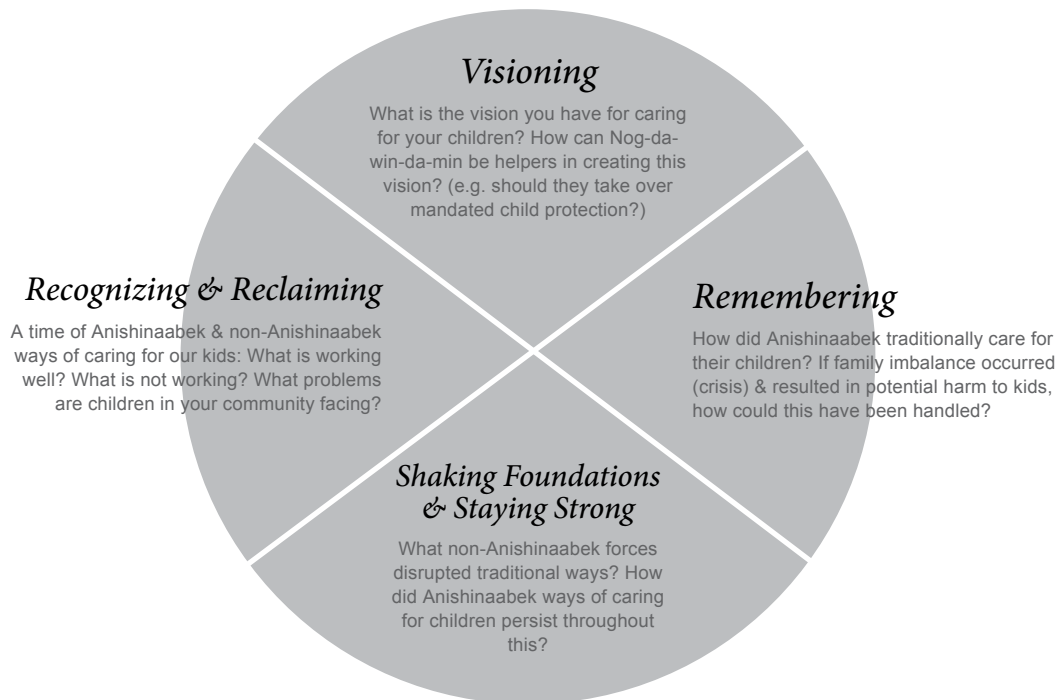 Visioning
What is the vision you have for caring
for your children? How can Nog-da-
win-da-min be helpers in creating this
vision? (e.g. should they take over
mandated child protection?)
Recognizing & Reclaiming
A time of Anishinaabek & non-Anishinaabek
ways of caring for our kids: What is working
well? What is not working? What problems
are children in your community facing?
Remembering
How did Anishinaabek traditionally care for
their children? If family imbalance occurred
(crisis) & resulted in potential harm to kids,
how could this have been handled?
Shaking Foundations
& Staying Strong
What non-Anishinaabek forces
disrupted traditional ways? How
did Anishinaabek ways of caring
for children persist throughout
this?